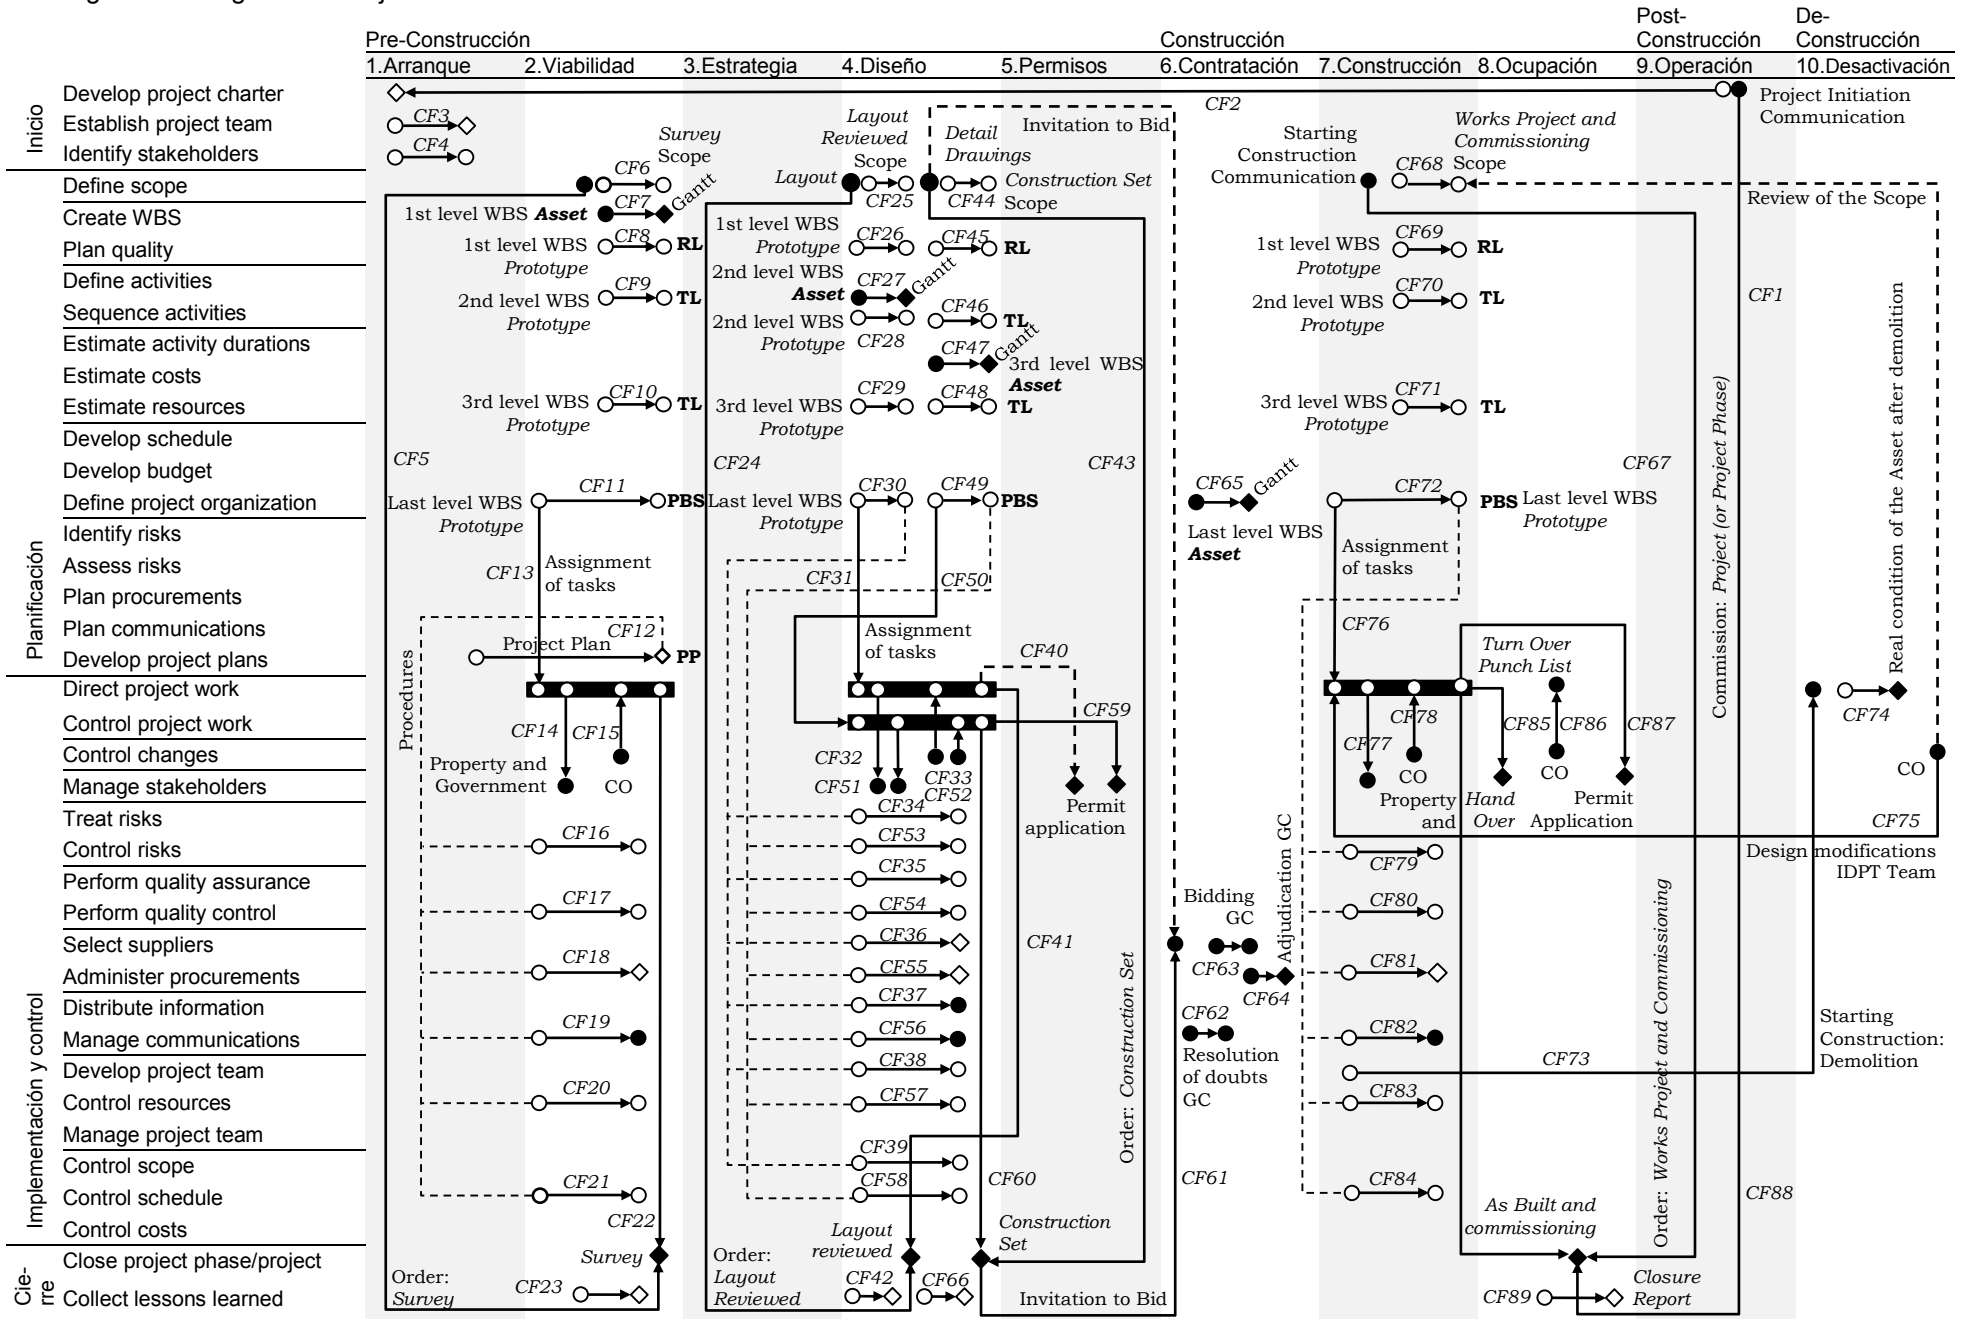 Post-
Construcción
De-
Construcción
Pre-Construcción
Construcción
1.Arranque
2.Viabilidad
3.Estrategia
4.Diseño
5.Permisos
6.Contratación
7.Construcción
8.Ocupación
9.Operación
10.Desactivación
Inicio
Develop project charter
Establish project team
Identify stakeholders
Planificación
Define scope
Create WBS
Plan quality
Define activities
Sequence activities
Estimate activity durations
Estimate costs
Estimate resources
Develop schedule
Develop budget
Define project organization
Identify risks
Assess risks
Plan procurements
Plan communications
Develop project plans
Implementación y control
Direct project work
Control project work
Control changes
Manage stakeholders
Treat risks
Control risks
Perform quality assurance
Perform quality control
Select suppliers
Administer procurements
Distribute information
Manage communications
Develop project team
Control resources
Manage project team
Control scope
Control schedule
Control costs
Cie-
rre
Close project phase/project
Collect lessons learned
CF3
CF4
CF5
Procedures
Order:
Survey
Survey
Scope
CF6
CF7
Gantt
1st level WBS Asset
CF8
1st level WBS
Prototype
RL
CF9
2nd level WBS
Prototype
TL
CF10
3rd level WBS
Prototype
TL
CF11
Last level WBS
Prototype
PBS
CF13
Assignment
of tasks
CF12
Project Plan
PP
CF14
CF15
Property and
Government
CO
CF16
CF17
CF18
CF19
CF20
CF21
CF22
Survey
CF23
Layout
Reviewed
Scope
Layout
CF25
Detail
Drawings
Construction Set
Scope
CF44
Invitation to Bid
CF2
1st level WBS
Prototype
CF26
CF45
RL
2nd level WBS
Asset
CF27
Gantt
2nd level WBS
Prototype
CF28
CF46
TL
CF47
Gantt
3rd level WBS
Asset
3rd level WBS
Prototype
CF29
CF48
TL
CF24
CF43
Last level WBS
Prototype
CF30
CF49
PBS
CF31
CF50
Assignment
of tasks
CF40
CF59
CF32
CF51
CF33
CF52
Permit
application
CF34
CF53
CF35
CF54
CF36
CF55
CF37
CF56
CF38
CF57
CF39
CF58
CF41
CF60
Order: Construction Set
Layout
reviewed
Construction
Set
Order:
Layout
Reviewed
CF42
CF66
Invitation to Bid
CF65
Gantt
Last level WBS
Asset
Bidding
GC
CF63
CF64
Adjudication GC
CF62
Resolution
of doubts
GC
CF61
Starting
Construction
Communication
Works Project and
Commissioning
Scope
CF68
1st level WBS
Prototype
CF69
RL
2nd level WBS
Prototype
CF70
TL
3rd level WBS
Prototype
CF71
TL
CF72
PBS
Last level WBS
Prototype
CF67
Assignment
of tasks
CF76
Turn Over
Punch List
CF77
CF78
CF85
CF86
CF87
CO
Property
and
Hand
Over
CO
Permit
Application
CF79
CF80
CF81
CF82
CF73
CF83
CF84
As Built and
commissioning
CF89
Closure
Report
Order: Works Project and Commissioning
Project Initiation
Communication
Review of the Scope
CF1
Commission: Project (or Project Phase)
Real condition of the Asset after demolition
CF74
CO
CF75
Design modifications
IDPT Team
Starting
Construction:
Demolition
CF88